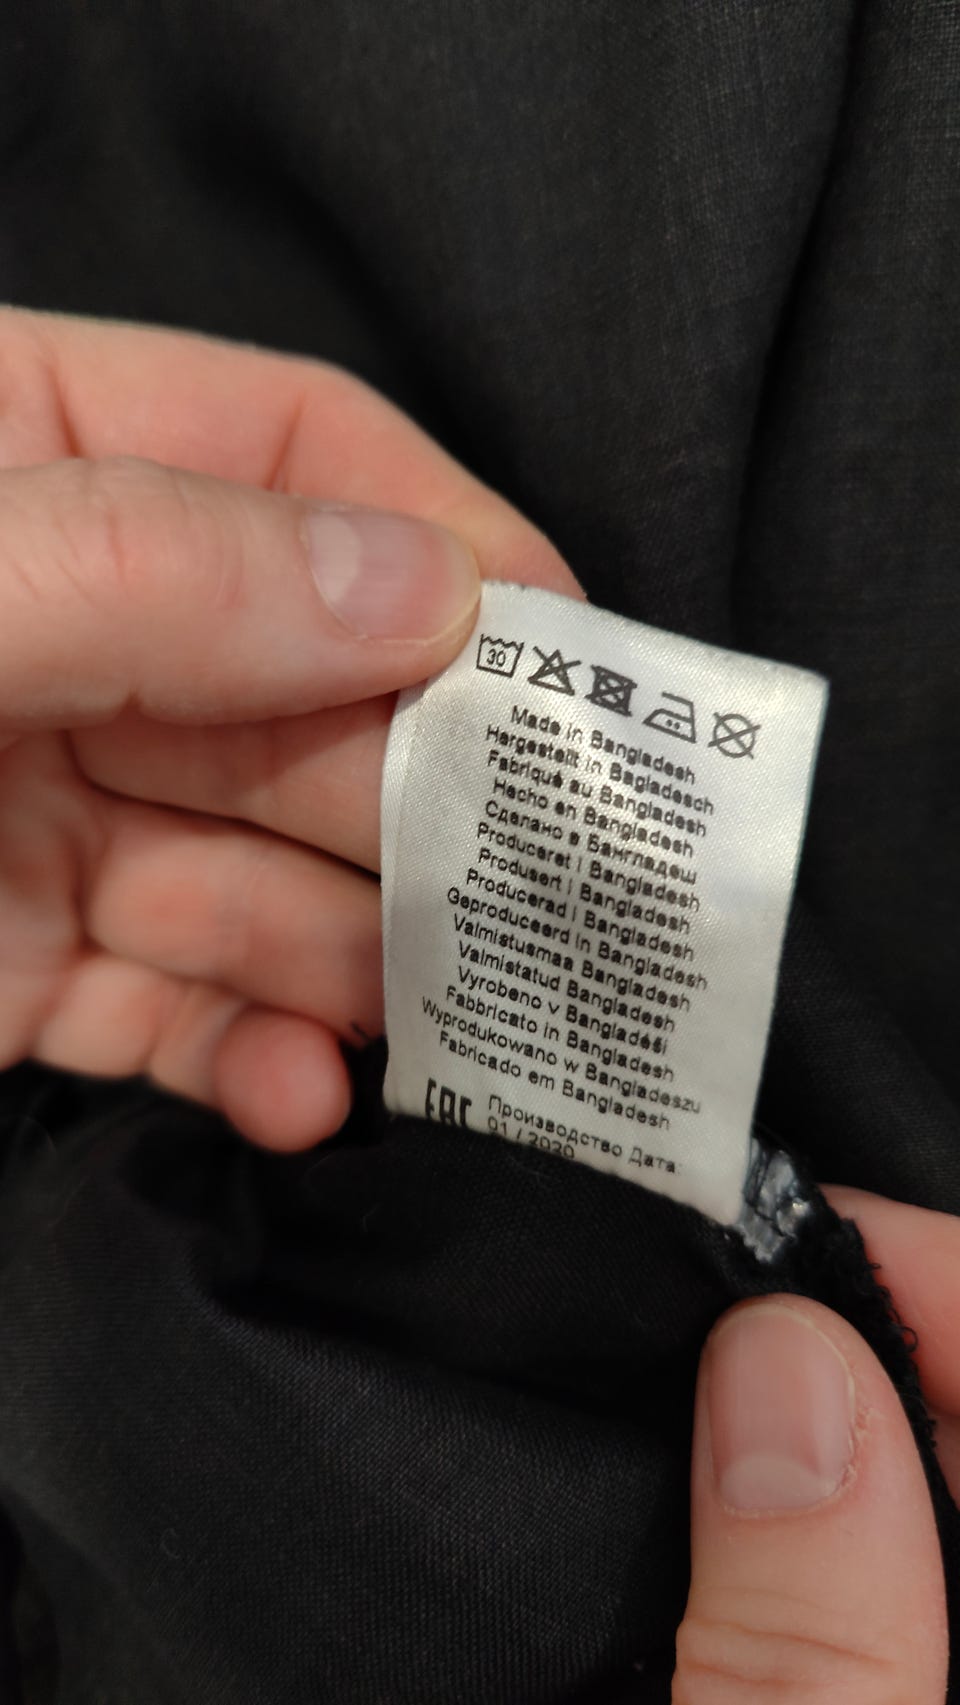 30
Made in Bangladesh
Hergestellt in Bagladesch
Fabriqué au Bangladesh
Hecho en Bangladesh
Сделано в Бангладеш
Produceret i Bangladesh
Produsert i Bangladesh
Producerad i Bangladesh
Geproduceerd in Bangladesh
Valmistusmaa Bangladesh
Valmistatud Bangladesh
Vyrobeno v Bangladéši
Fabbricato in Bangladesh
Wyprodukowano w Bangladeszu
Fabricado em Bangladesh
EAC Производство Дата:
01 / 2020